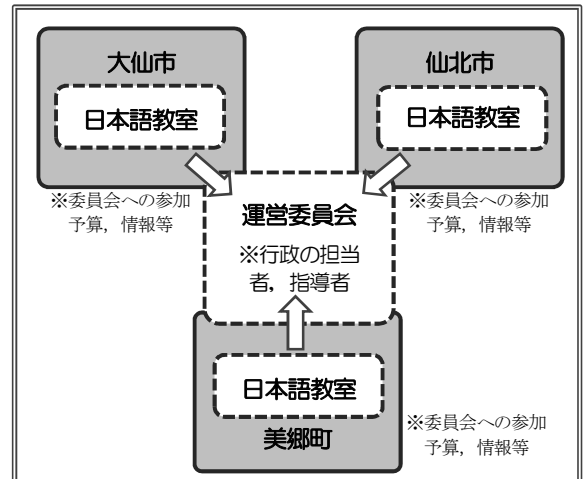 大仙市
日本語教室
※委員会への参加
予算，情報等
仙北市
日本語教室
※委員会への参加
予算，情報等
運営委員会
※行政の担当
者，指導者
日本語教室
美郷町
※委員会への参加
予算，情報等